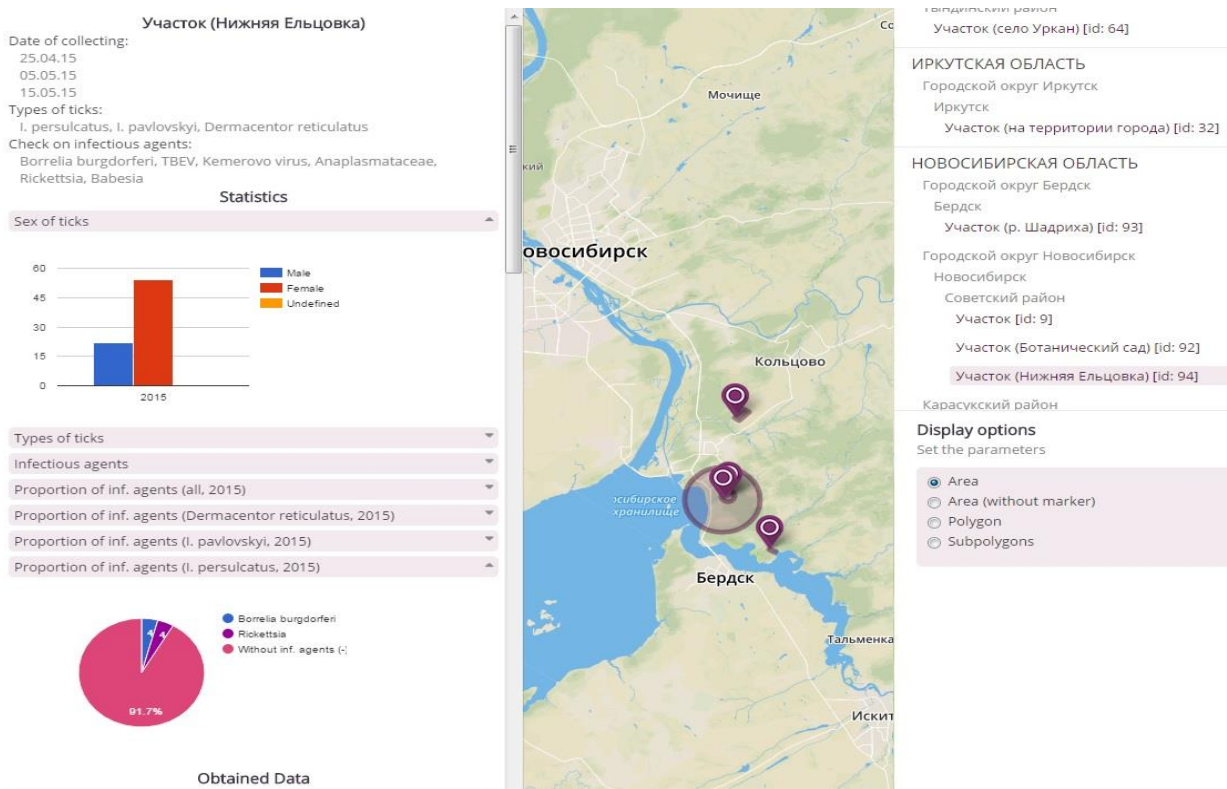 Участок (Нижняя Ельцовка)
Date of collecting:
25.04.15
05.05.15
15.05.15
Types of ticks:
I. persulcatus, I. pavlovskyi, Dermacentor reticulatus
Check on infectious agents:
Borrelia burgdorferi, TBEV, Kemerovo virus, Anaplasmataceae,
Rickettsia, Babesia
Statistics
Sex of ticks
60
45
30
15
0
2015
Male
Female
Undefined
Types of ticks
Infectious agents
Proportion of inf. agents (all, 2015)
Proportion of inf. agents (Dermacentor reticulatus, 2015)
Proportion of inf. agents (I. pavlovskyi, 2015)
Proportion of inf. agents (I. persulcatus, 2015)
Borrelia burgdorferi
Rickettsia
Without inf. agents (-
91.7%
Obtained Data
Мочище
кий
овосибирск
Кольцово
сибирское
хранилище
Бердск
Тальменка
Искит
Тындинский район
Участок (село Уркан) [id: 64]
ИРКУТСКАЯ ОБЛАСТЬ
Городской округ Иркутск
Иркутск
Участок (на территории города) [id: 32]
НОВОСИБИРСКАЯ ОБЛАСТЬ
Городской округ Бердск
Бердск
Участок (р. Шадриха) [id: 93]
Городской округ Новосибирск
Новосибирск
Советский район
Участок [id: 9]
Участок (Ботанический сад) [id: 92]
Участок (Нижняя Ельцовка) [id: 94]
Карасукский район
Display options
Set the parameters
Area
Area (without marker)
Polygon
Subpolygons